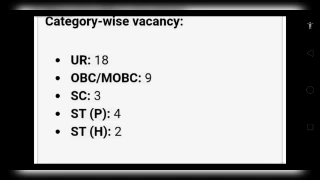 Category-wise vacancy:
• UR: 18
• OBC/MOBC: 9
• SC: 3
• ST (P): 4
• ST (H): 2